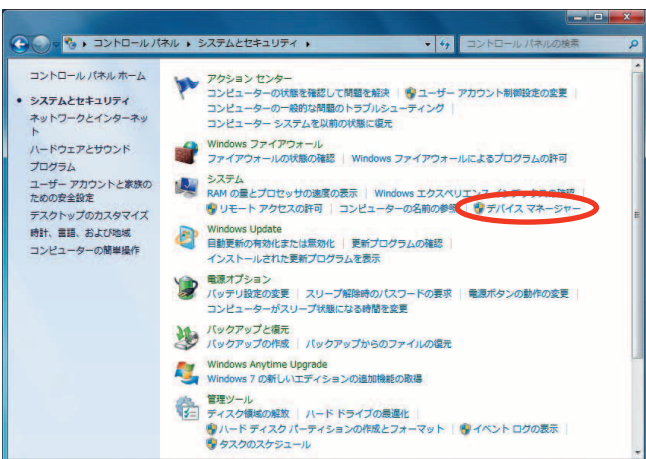 コントロール パネル ▸ システムとセキュリティ ▸
コントロール パネルの検索
コントロール パネル ホーム
システムとセキュリティ
ネットワークとインターネッ
ト
ハードウェアとサウンド
プログラム
ユーザー アカウントと家族の
ための安全設定
デスクトップのカスタマイズ
時計、言語、および地域
コンピューターの簡単操作
アクション センター
コンピューターの状態を確認して問題を解決 | ユーザー アカウント制御設定の変更 |
コンピューターの一般的な問題のトラブルシューティング |
コンピューター システムを以前の状態に復元
Windows ファイアウォール
ファイアウォールの状態の確認 | Windows ファイアウォールによるプログラムの許可
システム
RAM の量とプロセッサの速度の表示 | Windows エクスペリエンス インデックスの確認 |
リモート アクセスの許可 | コンピューターの名前の参照 | デバイス マネージャー
Windows Update
自動更新の有効化または無効化 | 更新プログラムの確認 |
インストールされた更新プログラムを表示
電源オプション
バッテリ設定の変更 | スリープ解除時のパスワードの要求 | 電源ボタンの動作の変更 |
コンピューターがスリープ状態になる時間を変更
バックアップと復元
バックアップの作成 | バックアップからのファイルの復元
Windows Anytime Upgrade
Windows 7 の新しいエディションの追加機能の取得
管理ツール
ディスク領域の解放 | ハード ドライブの最適化 |
ハード ディスク パーティションの作成とフォーマット | イベント ログの表示 |
タスクのスケジュール